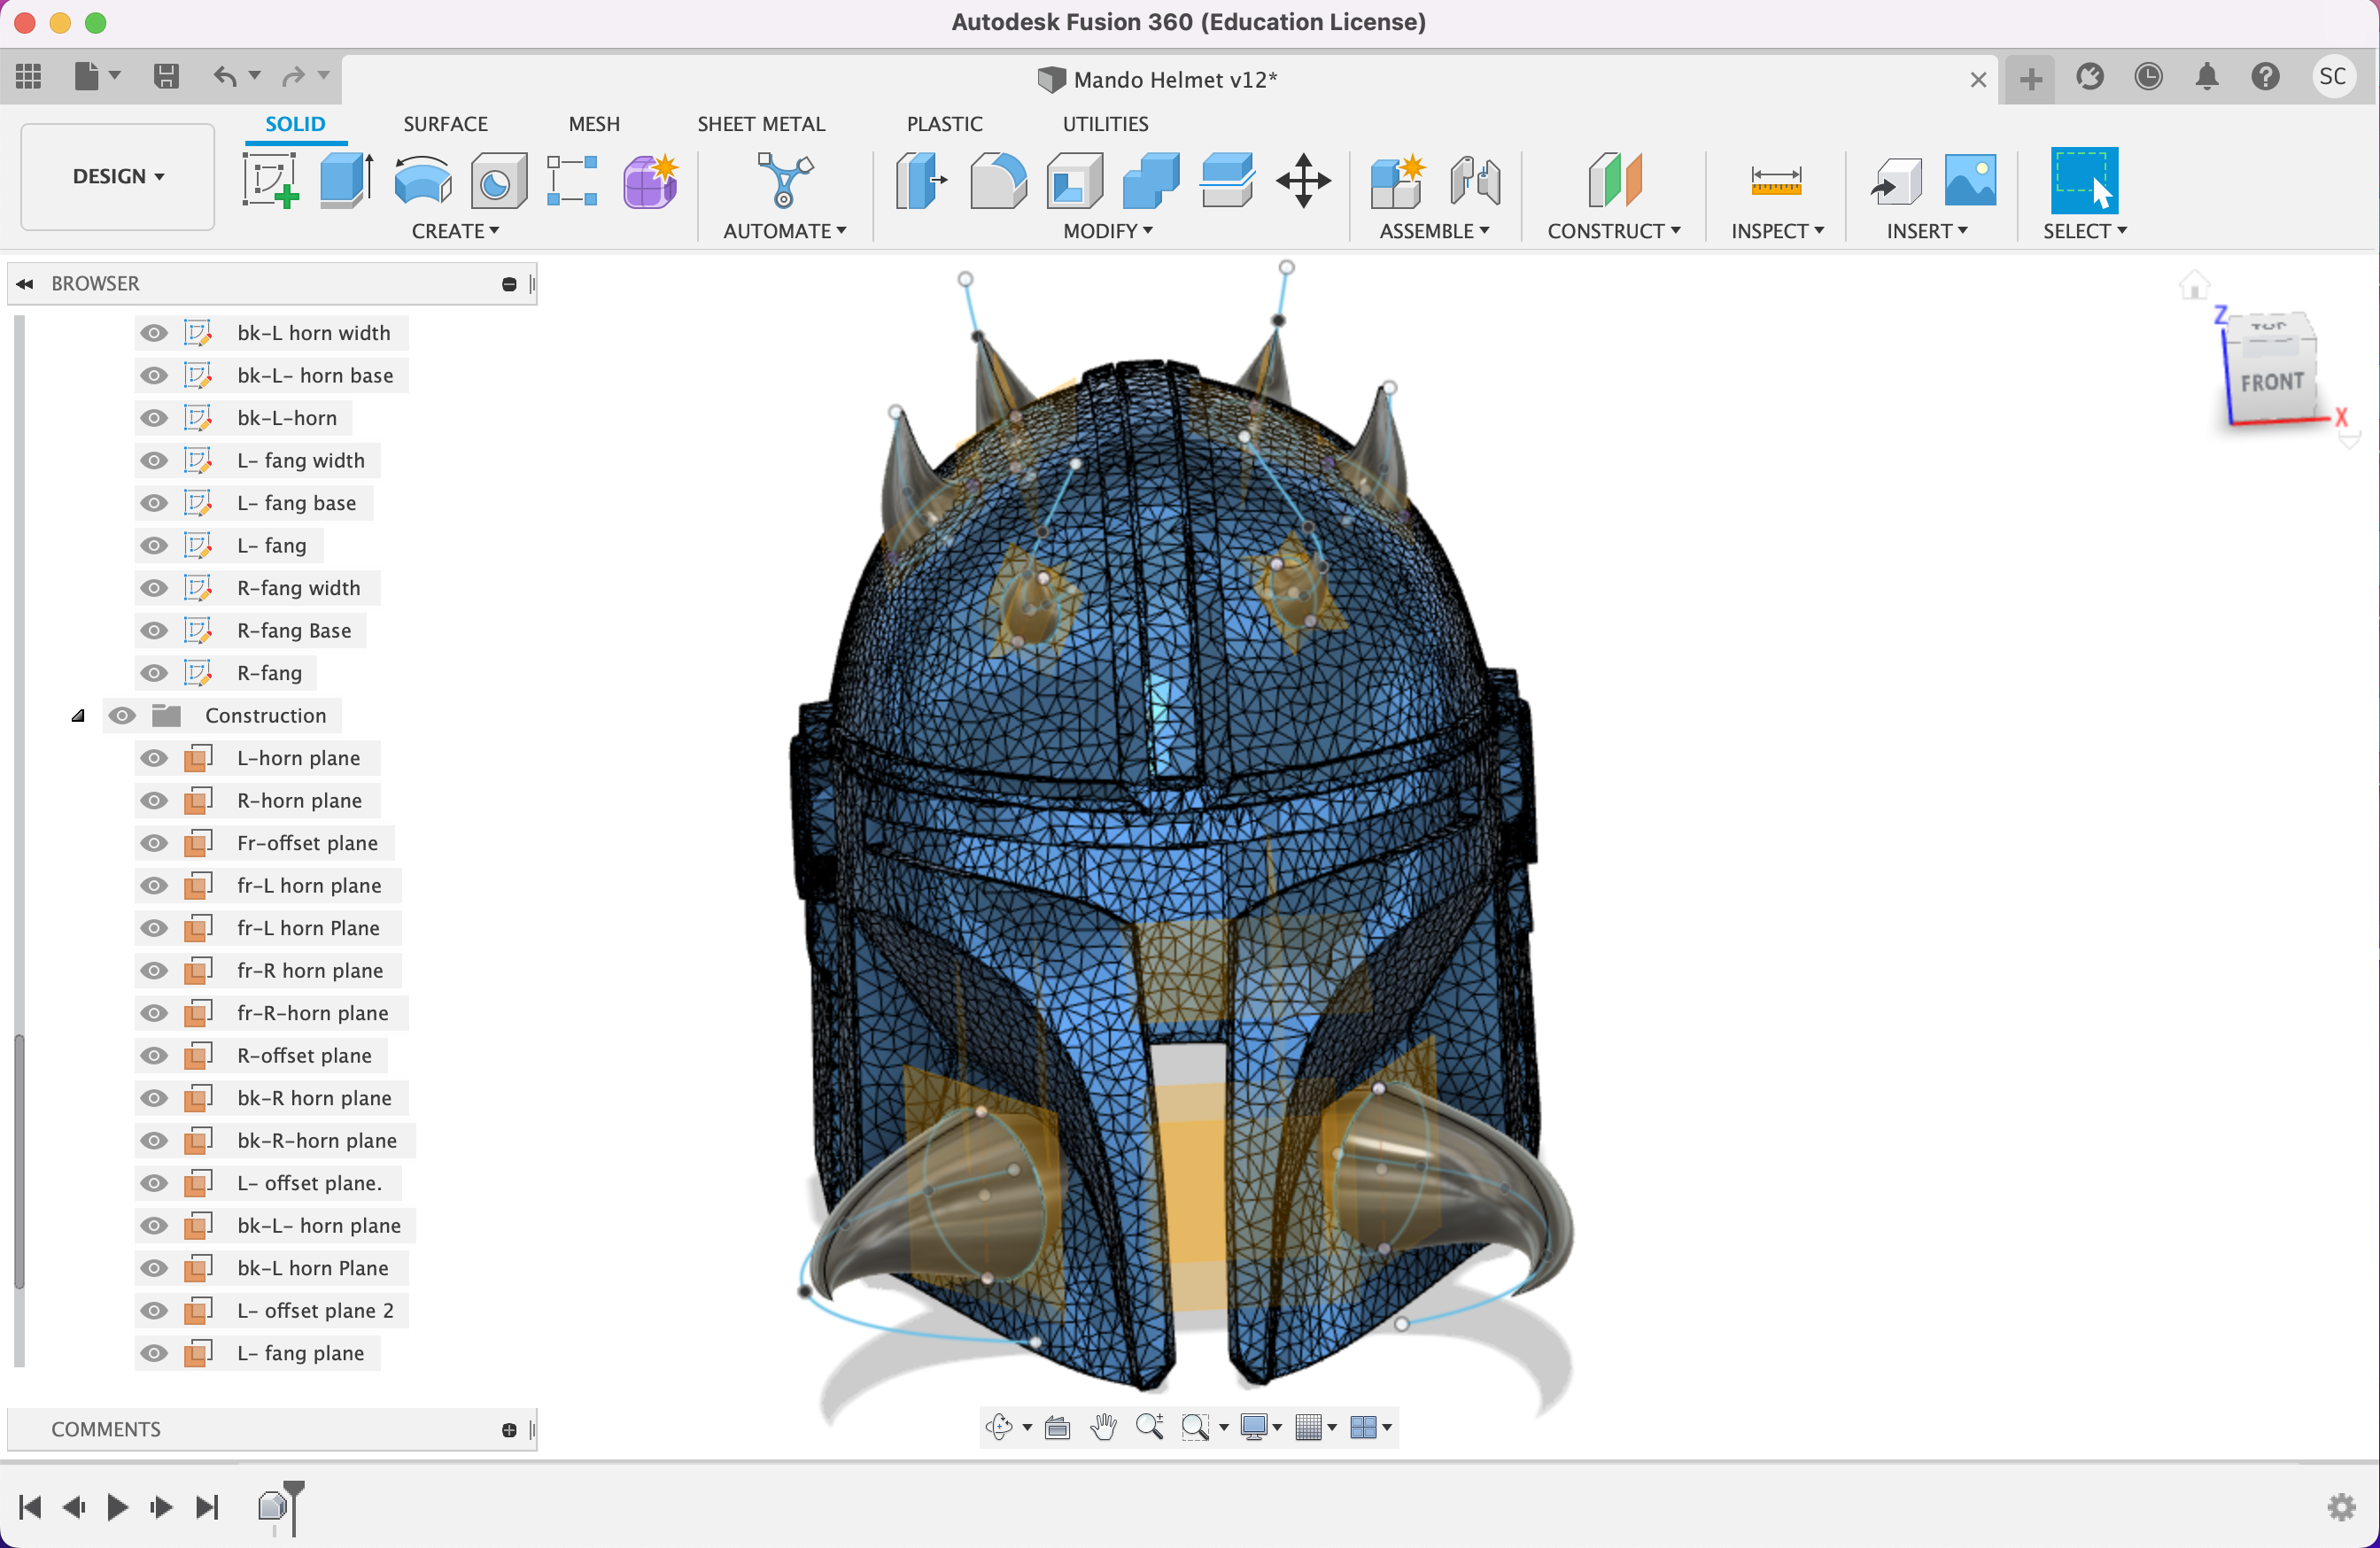 Autodesk Fusion 360 (Education License)
Mando Helmet v12*
SC
DESIGN
SOLID
SURFACE
MESH
SHEET METAL
PLASTIC
UTILITIES
CREATE
AUTOMATE
MODIFY
ASSEMBLE
CONSTRUCT
INSPECT
INSERT
SELECT
BROWSER
bk-L horn width
bk-L- horn base
bk-L-horn
L- fang width
L- fang base
L- fang
R-fang width
R-fang Base
R-fang
Construction
L-horn plane
R-horn plane
Fr-offset plane
fr-L horn plane
fr-L horn Plane
fr-R horn plane
fr-R-horn plane
R-offset plane
bk-R horn plane
bk-R-horn plane
L- offset plane.
bk-L- horn plane
bk-L horn Plane
L- offset plane 2
L- fang plane
Z
TOP
FRONT
X
COMMENTS